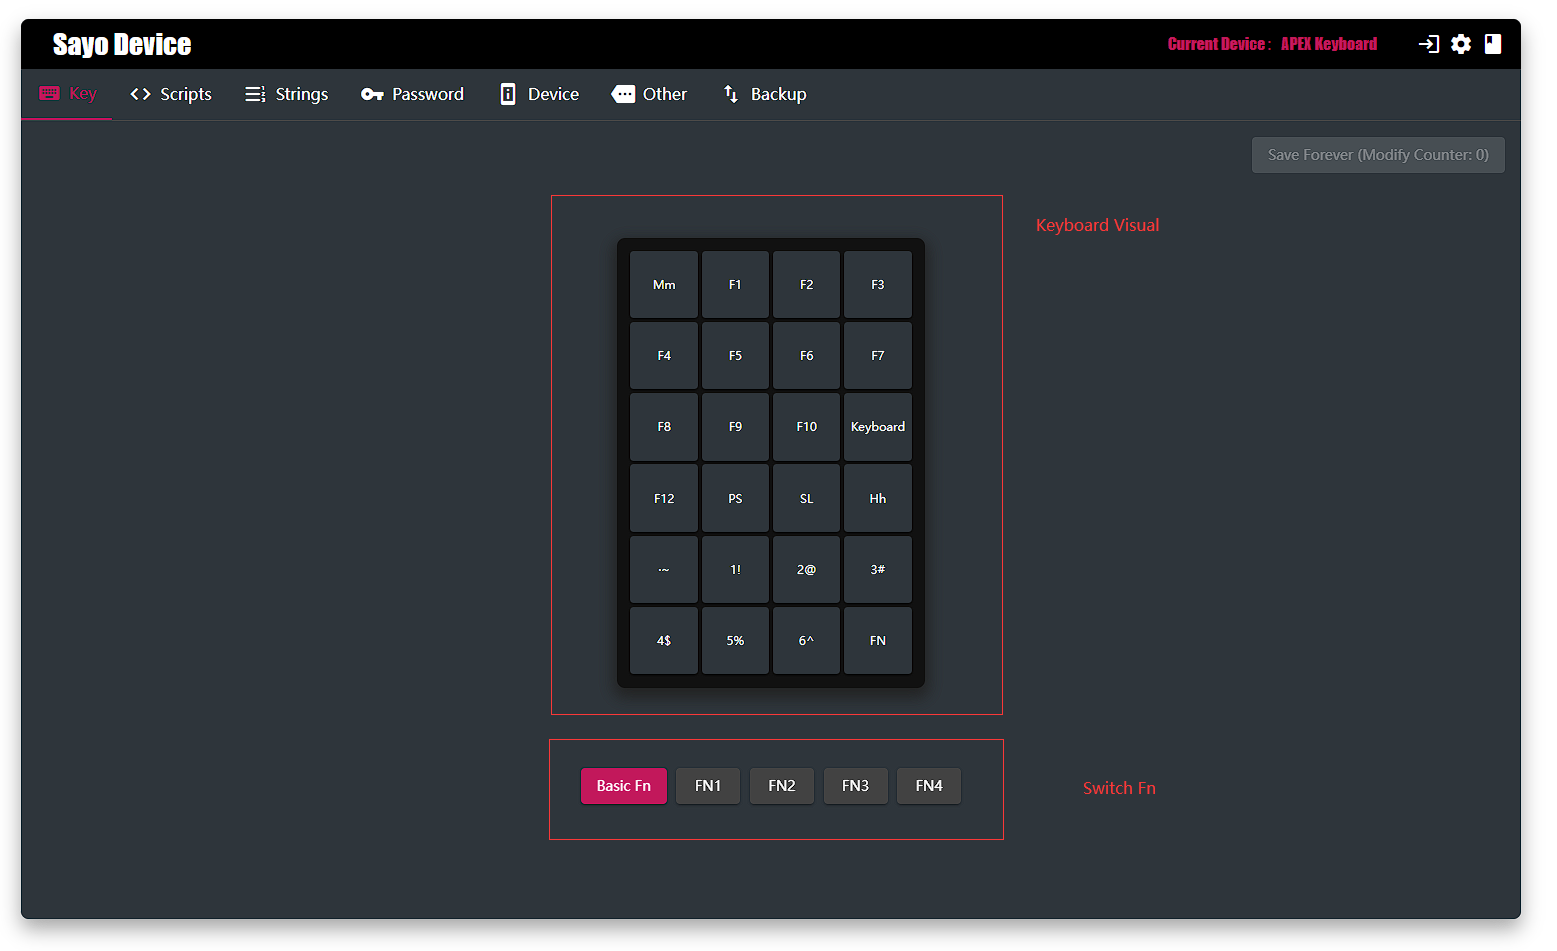 Sayo Device
Current Device： APEX Keyboard
Key Scripts Strings Password Device Other Backup
Save Forever (Modify Counter: 0)
Keyboard Visual
Mm F1 F2 F3
F4 F5 F6 F7
F8 F9 F10 Keyboard
F12 PS SL Hh
·~ 1! 2@ 3#
4$ 5% 6^ FN
Basic Fn FN1 FN2 FN3 FN4
Switch Fn